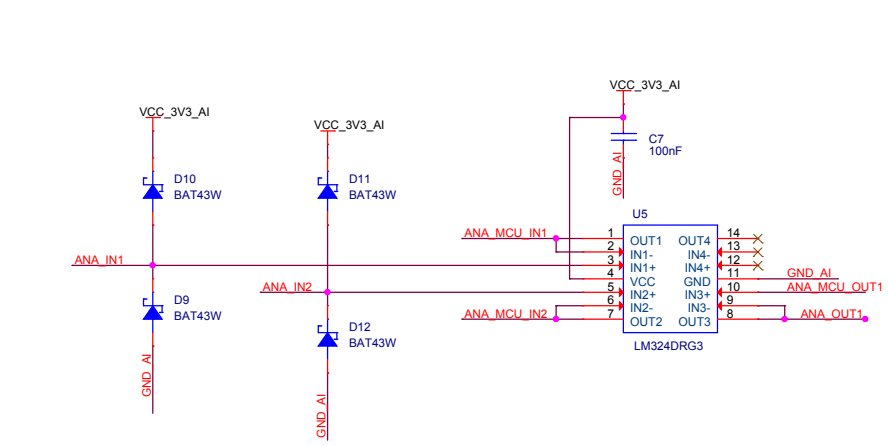 VCC_3V3_AI
VCC_3V3_AI
VCC_3V3_AI
C7
100nF
GND_AI
D10
BAT43W
D11
BAT43W
U5
ANA_MCU_IN1
1 OUT1 OUT4 14
2 IN1- IN4- 13
ANA_IN1
3 IN1+ IN4+ 12
4 VCC GND 11 GND_AI
ANA_IN2
5 IN2+ IN3+ 10 ANA_MCU_OUT1
6 IN2- IN3- 9
ANA_MCU_IN2
7 OUT2 OUT3 8 ANA_OUT1
LM324DRG3
D9
BAT43W
D12
BAT43W
GND_AI
GND_AI